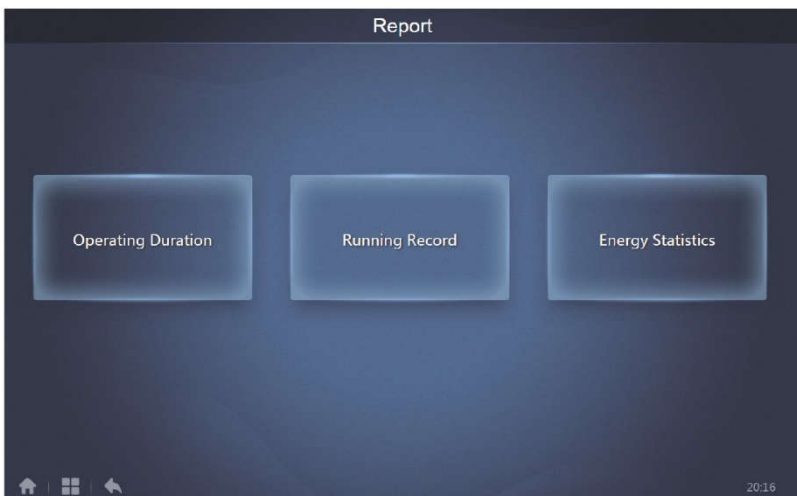 Report
Operating Duration
Running Record
Energy Statistics
20:16